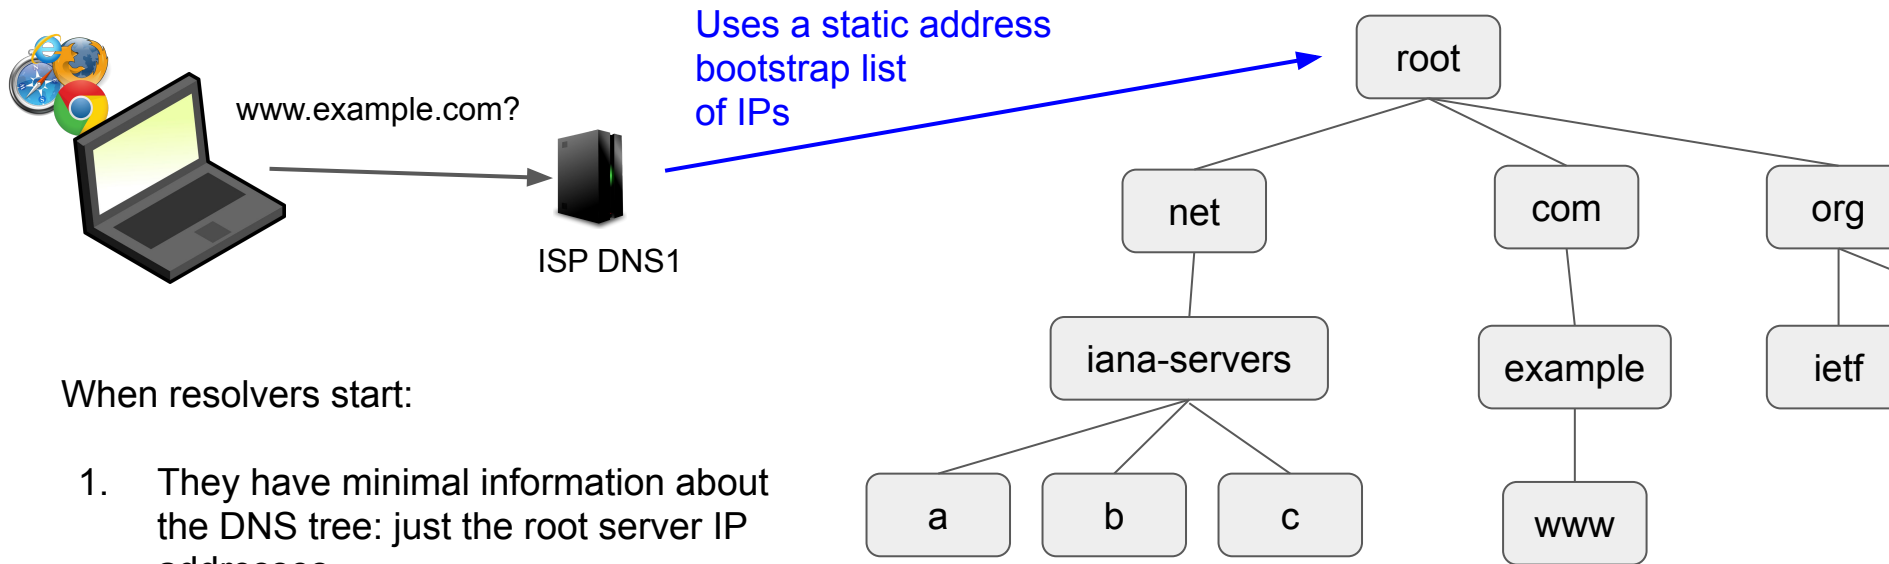 Uses a static address
bootstrap list
of IPs
www.example.com?
ISP DNS1
root
net
com
org
iana-servers
example
ietf
a
b
c
www
When resolvers start:
1. They have minimal information about
the DNS tree: just the root server IP
addresses